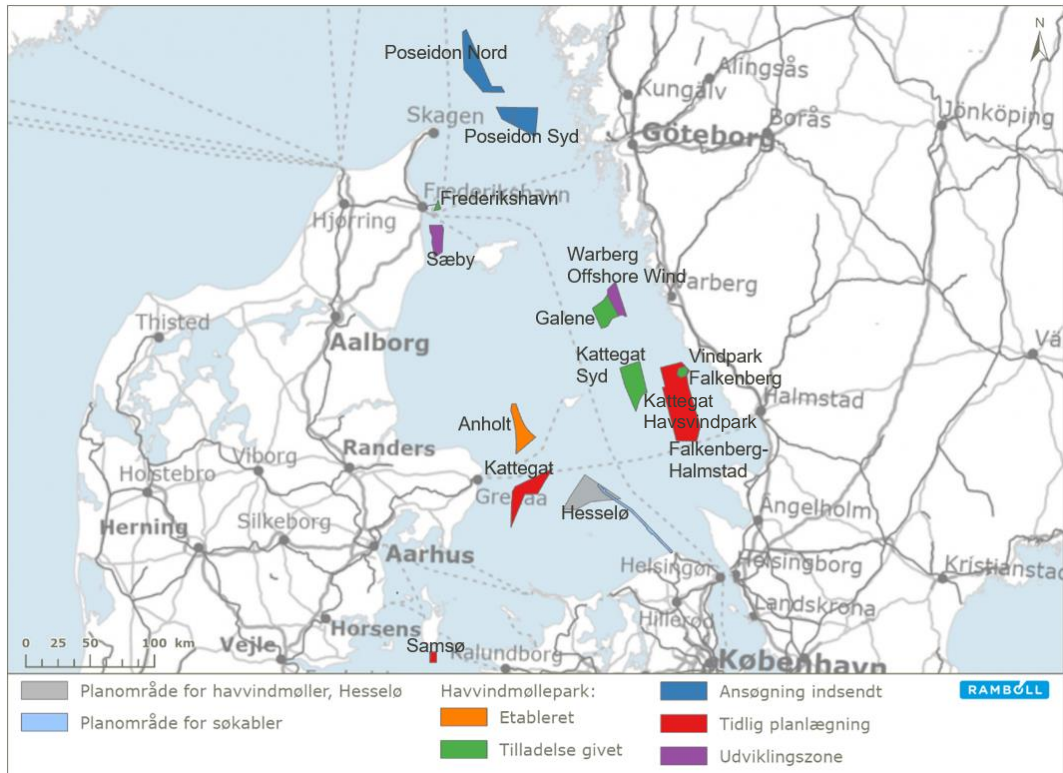 N
Poseidon Nord
Alingsås
Kungälv
Skagen
Borås
Jönköping
Göteborg
Poseidon Syd
Frederikshavn
Frederikshavn
Hjørring
Sæby
Warberg
Offshore Wind
Varberg
Galene
Thisted
Aalborg
Kattegat
Syd
Vindpark
Falkenberg
Kattegat
Havsvindpark
Halmstad
Anholt
Falkenberg-
Halmstad
Randers
Viborg
Holstebro
Kattegat
Grenaa
Hesselø
Ängelholm
Herning
Silkeborg
Aarhus
Helsingør
Helsingborg
Kristianstad
Landskrona
Hillerød
Horsens
0 25 50 100 km
Vejle
Samsø
Kalundborg
København
Planområde for havvindmøller, Hesselø
Planområde for søkabler
Havvindmøllepark:
Etableret
Tilladelse givet
Ansøgning indsendt
Tidlig planlægning
Udviklingszone
RAMBOLL